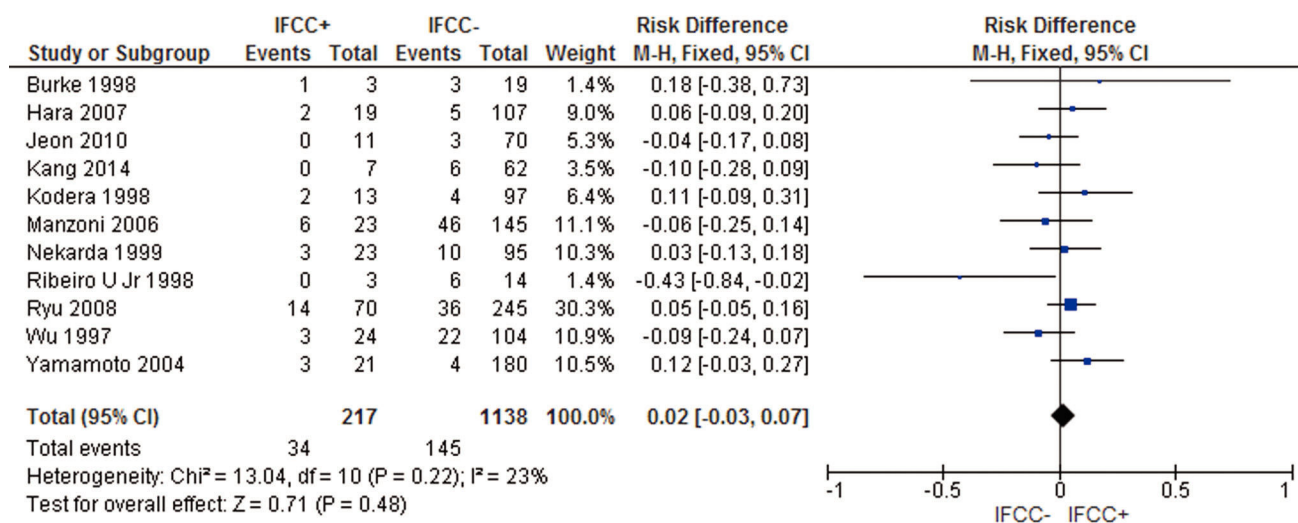 IFCC+ IFCC- Risk Difference Risk Difference
Study or Subgroup Events Total Events Total Weight M-H, Fixed, 95% CI M-H, Fixed, 95% CI
Burke 1998 1 3 3 19 1.4% 0.18 [-0.38, 0.73]
Hara 2007 2 19 5 107 9.0% 0.06 [-0.09, 0.20]
Jeon 2010 0 11 3 70 5.3% -0.04 [-0.17, 0.08]
Kang 2014 0 7 6 62 3.5% -0.10 [-0.28, 0.09]
Kodera 1998 2 13 4 97 6.4% 0.11 [-0.09, 0.31]
Manzoni 2006 6 23 46 145 11.1% -0.06 [-0.25, 0.14]
Nekarda 1999 3 23 10 95 10.3% 0.03 [-0.13, 0.18]
Ribeiro U Jr 1998 0 3 6 14 1.4% -0.43 [-0.84, -0.02]
Ryu 2008 14 70 36 245 30.3% 0.05 [-0.05, 0.16]
Wu 1997 3 24 22 104 10.9% -0.09 [-0.24, 0.07]
Yamamoto 2004 3 21 4 180 10.5% 0.12 [-0.03, 0.27]
Total (95% CI) 217 1138 100.0% 0.02 [-0.03, 0.07]
Total events 34 145
Heterogeneity: Chi² = 13.04, df = 10 (P = 0.22); I² = 23%
Test for overall effect: Z = 0.71 (P = 0.48)
-1 -0.5 0 0.5 1
IFCC- IFCC+